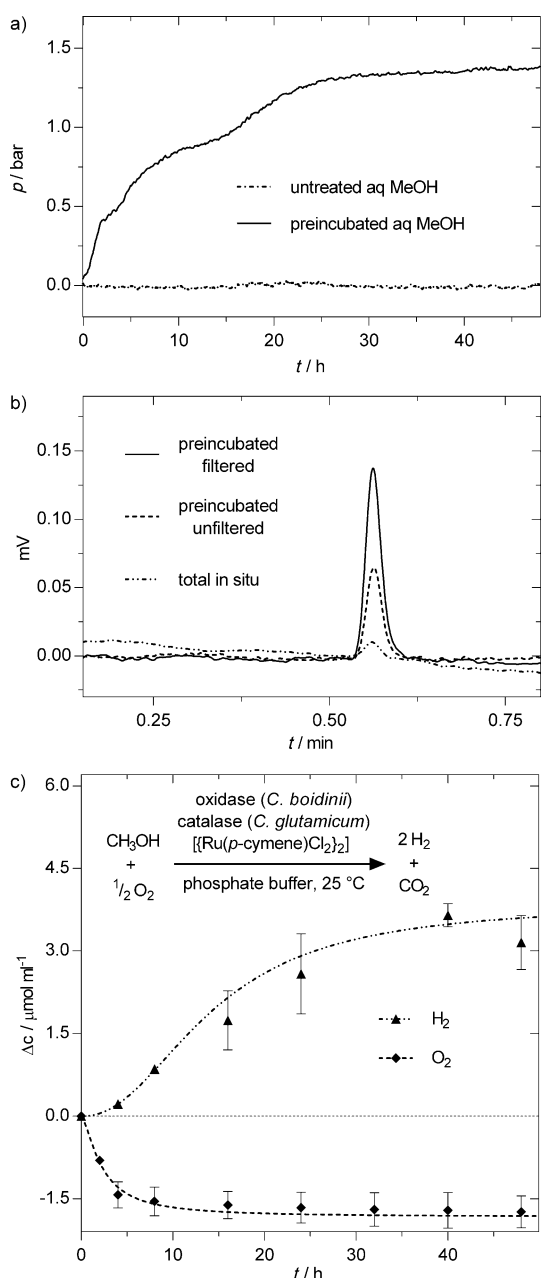 a)
1.5
1.0
0.5
0.0
p / bar
untreated aq MeOH
preincubated aq MeOH
0
10
20
30
40
t / h
b)
0.15
0.10
0.05
0.00
mV
preincubated
filtered
preincubated
unfiltered
total in situ
0.25
0.50
0.75
t / min
c)
6.0
4.5
3.0
1.5
0.0
-1.5
Δc / μmol ml⁻¹
oxidase (C. boidinii)
catalase (C. glutamicum)
[{Ru(p-cymene)Cl₂}₂]
phosphate buffer, 25 °C
CH₃OH
+
¹/₂ O₂
2 H₂
+
CO₂
H₂
O₂
0
10
20
30
40
t / h